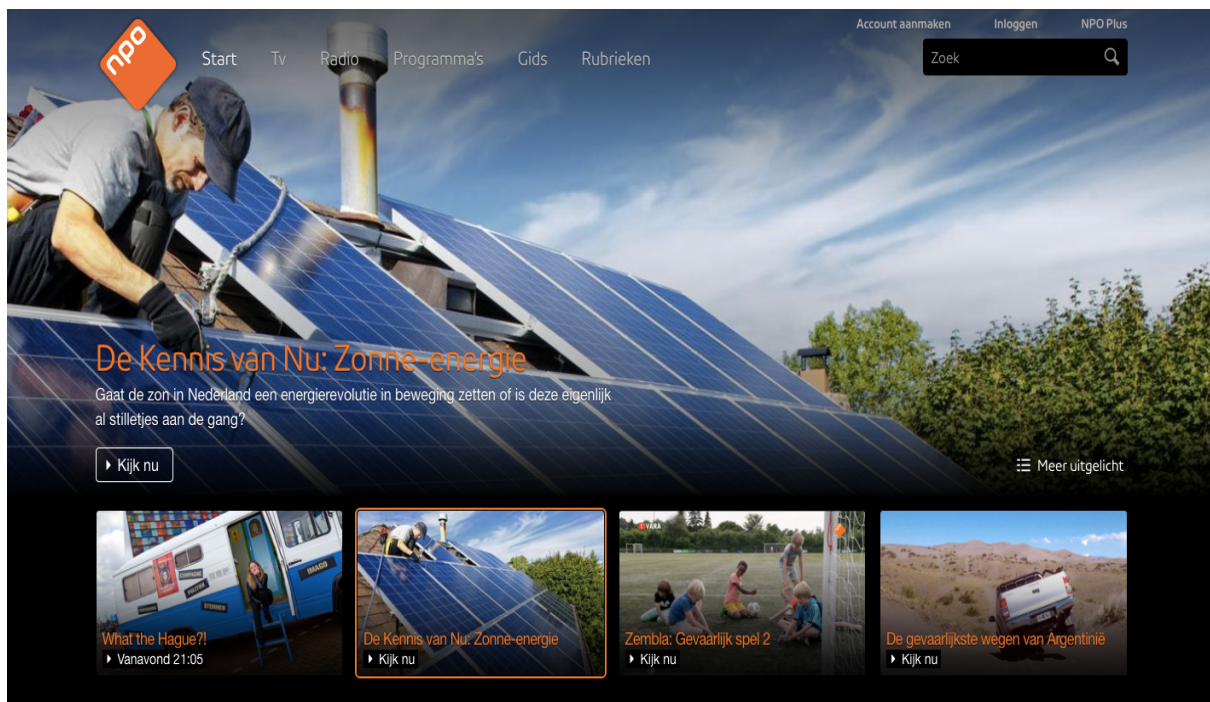 Account aanmaken Inloggen NPO Plus
npo
Start Tv Radio Programma's Gids Rubrieken
Zoek
De Kennis van Nu: Zonne-energie
Gaat de zon in Nederland een energierevolutie in beweging zetten of is deze eigenlijk
al stilletjes aan de gang?
Kijk nu
Meer uitgelicht
IMAGO
STEMMEN
What the Hague?!
Vanavond 21:05
De Kennis van Nu: Zonne-energie
Kijk nu
VARA
Zembla: Gevaarlijk spel 2
Kijk nu
De gevaarlijkste wegen van Argentinië
Kijk nu